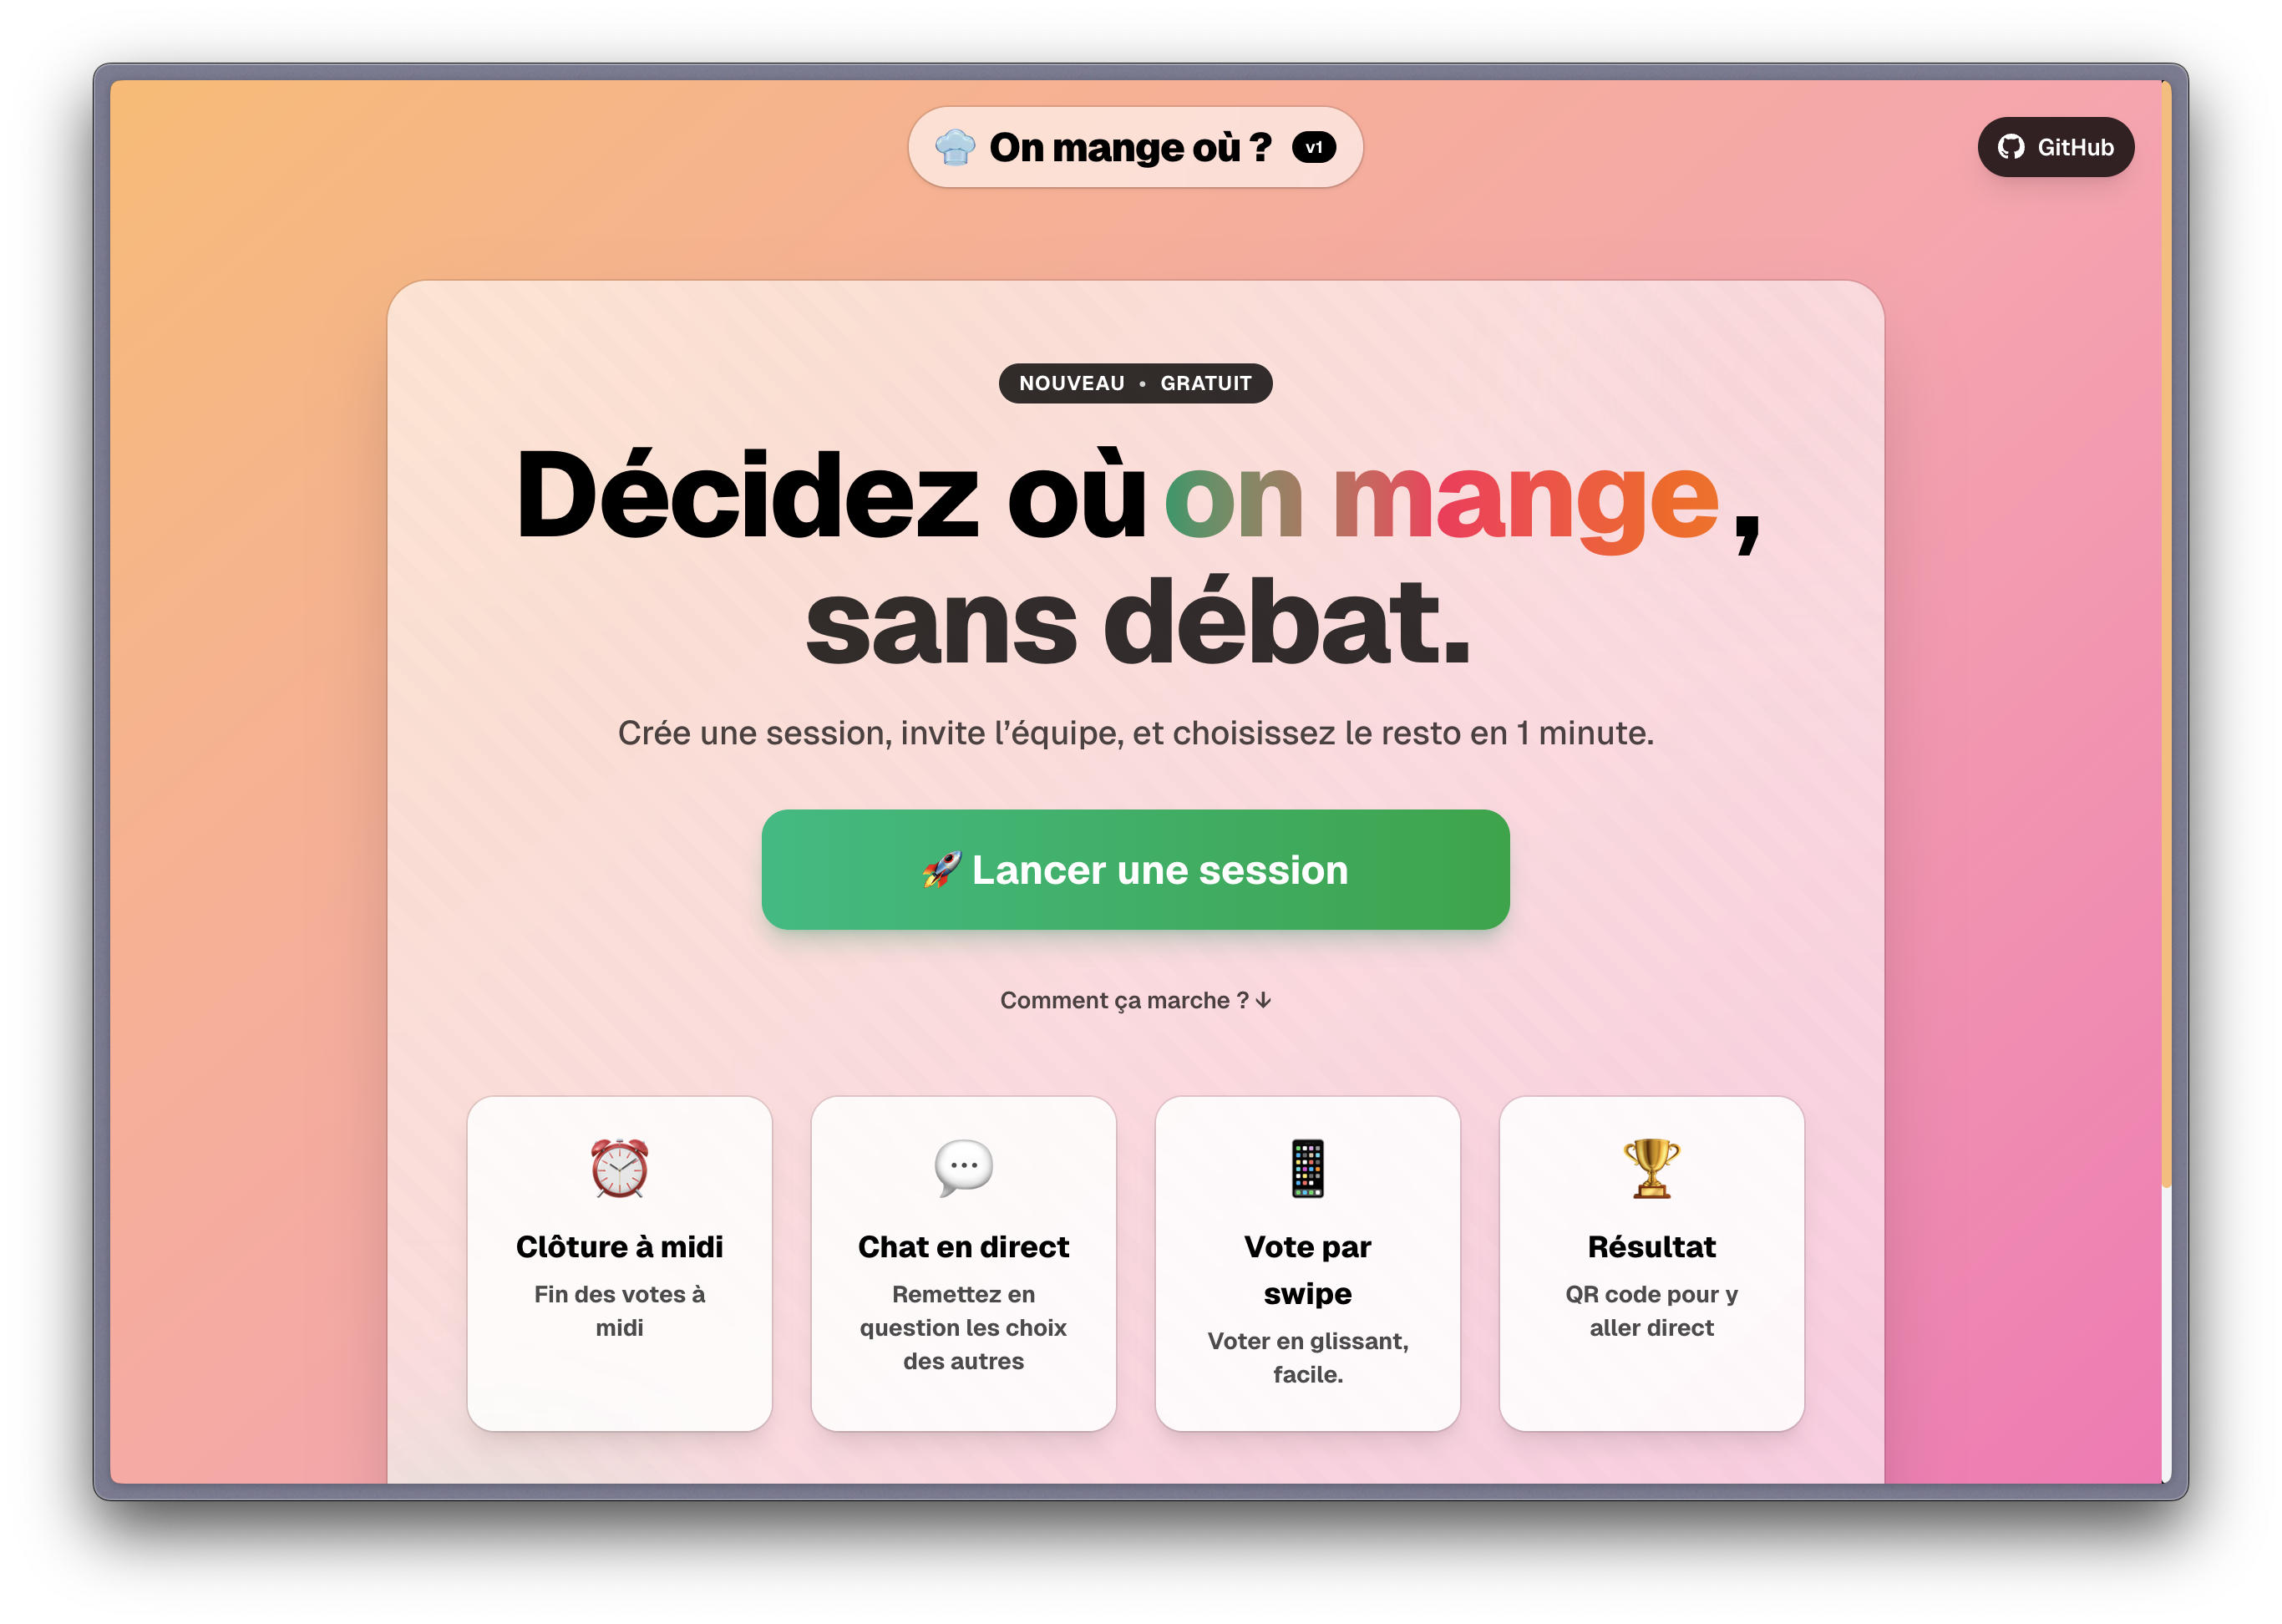 On mange où ? v1
GitHub
NOUVEAU • GRATUIT
Décidez où on mange,
sans débat.
Crée une session, invite l’équipe, et choisissez le resto en 1 minute.
🚀 Lancer une session
Comment ça marche ? ↓
Clôture à midi
Fin des votes à
midi
Chat en direct
Remettez en
question les choix
des autres
Vote par
swipe
Voter en glissant,
facile.
Résultat
QR code pour y
aller direct